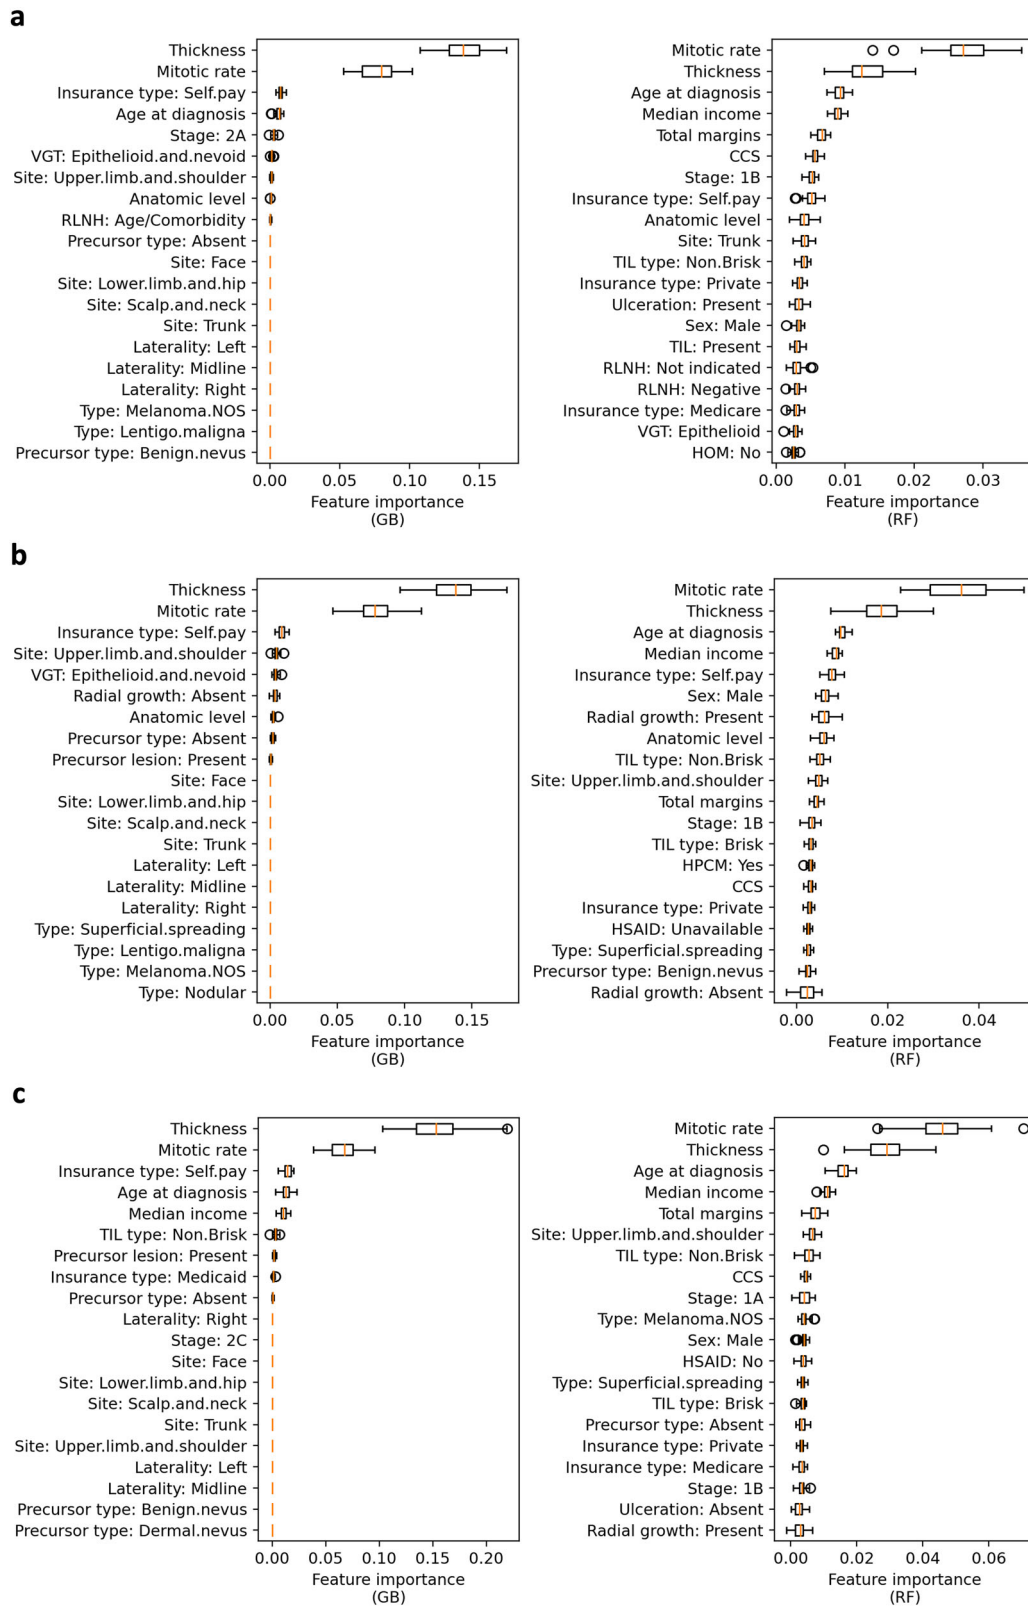 a
Thickness
Mitotic rate
Insurance type: Self.pay
Age at diagnosis
Stage: 2A
VGT: Epithelioid.and.nevoid
Site: Upper.limb.and.shoulder
Anatomic level
RLNH: Age/Comorbidity
Precursor type: Absent
Site: Face
Site: Lower.limb.and.hip
Site: Scalp.and.neck
Site: Trunk
Laterality: Left
Laterality: Midline
Laterality: Right
Type: Melanoma.NOS
Type: Lentigo.maligna
Precursor type: Benign.nevus
0.00 0.05 0.10 0.15
Feature importance
(GB)
Mitotic rate
Thickness
Age at diagnosis
Median income
Total margins
CCS
Stage: 1B
Insurance type: Self.pay
Anatomic level
Site: Trunk
TIL type: Non.Brisk
Insurance type: Private
Ulceration: Present
Sex: Male
TIL: Present
RLNH: Not indicated
RLNH: Negative
Insurance type: Medicare
VGT: Epithelioid
HOM: No
0.00 0.01 0.02 0.03
Feature importance
(RF)
b
Thickness
Mitotic rate
Insurance type: Self.pay
Site: Upper.limb.and.shoulder
VGT: Epithelioid.and.nevoid
Radial growth: Absent
Anatomic level
Precursor type: Absent
Precursor lesion: Present
Site: Face
Site: Lower.limb.and.hip
Site: Scalp.and.neck
Site: Trunk
Laterality: Left
Laterality: Midline
Laterality: Right
Type: Superficial.spreading
Type: Lentigo.maligna
Type: Melanoma.NOS
Type: Nodular
0.00 0.05 0.10 0.15
Feature importance
(GB)
Mitotic rate
Thickness
Age at diagnosis
Median income
Insurance type: Self.pay
Sex: Male
Radial growth: Present
Anatomic level
TIL type: Non.Brisk
Site: Upper.limb.and.shoulder
Total margins
Stage: 1B
TIL type: Brisk
HPCM: Yes
CCS
Insurance type: Private
HSAID: Unavailable
Type: Superficial.spreading
Precursor type: Benign.nevus
Radial growth: Absent
0.00 0.02 0.04
Feature importance
(RF)
c
Thickness
Mitotic rate
Insurance type: Self.pay
Age at diagnosis
Median income
TIL type: Non.Brisk
Precursor lesion: Present
Insurance type: Medicaid
Precursor type: Absent
Laterality: Right
Stage: 2C
Site: Face
Site: Lower.limb.and.hip
Site: Scalp.and.neck
Site: Trunk
Site: Upper.limb.and.shoulder
Laterality: Left
Laterality: Midline
Precursor type: Benign.nevus
Precursor type: Dermal.nevus
0.00 0.05 0.10 0.15 0.20
Feature importance
(GB)
Mitotic rate
Thickness
Age at diagnosis
Median income
Total margins
Site: Upper.limb.and.shoulder
TIL type: Non.Brisk
CCS
Stage: 1A
Type: Melanoma.NOS
Sex: Male
HSAID: No
Type: Superficial.spreading
TIL type: Brisk
Precursor type: Absent
Insurance type: Private
Insurance type: Medicare
Stage: 1B
Ulceration: Absent
Radial growth: Present
0.00 0.02 0.04 0.06
Feature importance
(RF)